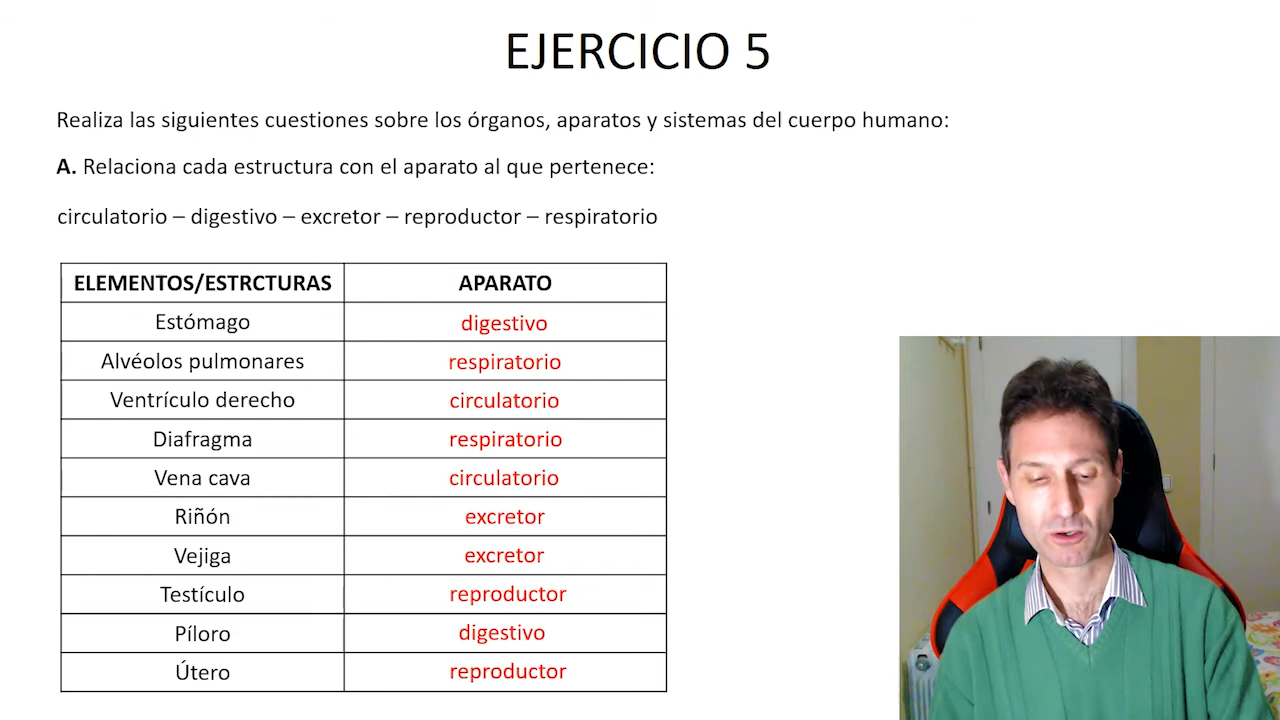 EJERCICIO 5
Realiza las siguientes cuestiones sobre los órganos, aparatos y sistemas del cuerpo humano:
A. Relaciona cada estructura con el aparato al que pertenece:
circulatorio – digestivo – excretor – reproductor – respiratorio
ELEMENTOS/ESTRCTURAS APARATO
Estómago digestivo
Alvéolos pulmonares respiratorio
Ventrículo derecho circulatorio
Diafragma respiratorio
Vena cava circulatorio
Riñón excretor
Vejiga excretor
Testículo reproductor
Píloro digestivo
Útero reproductor